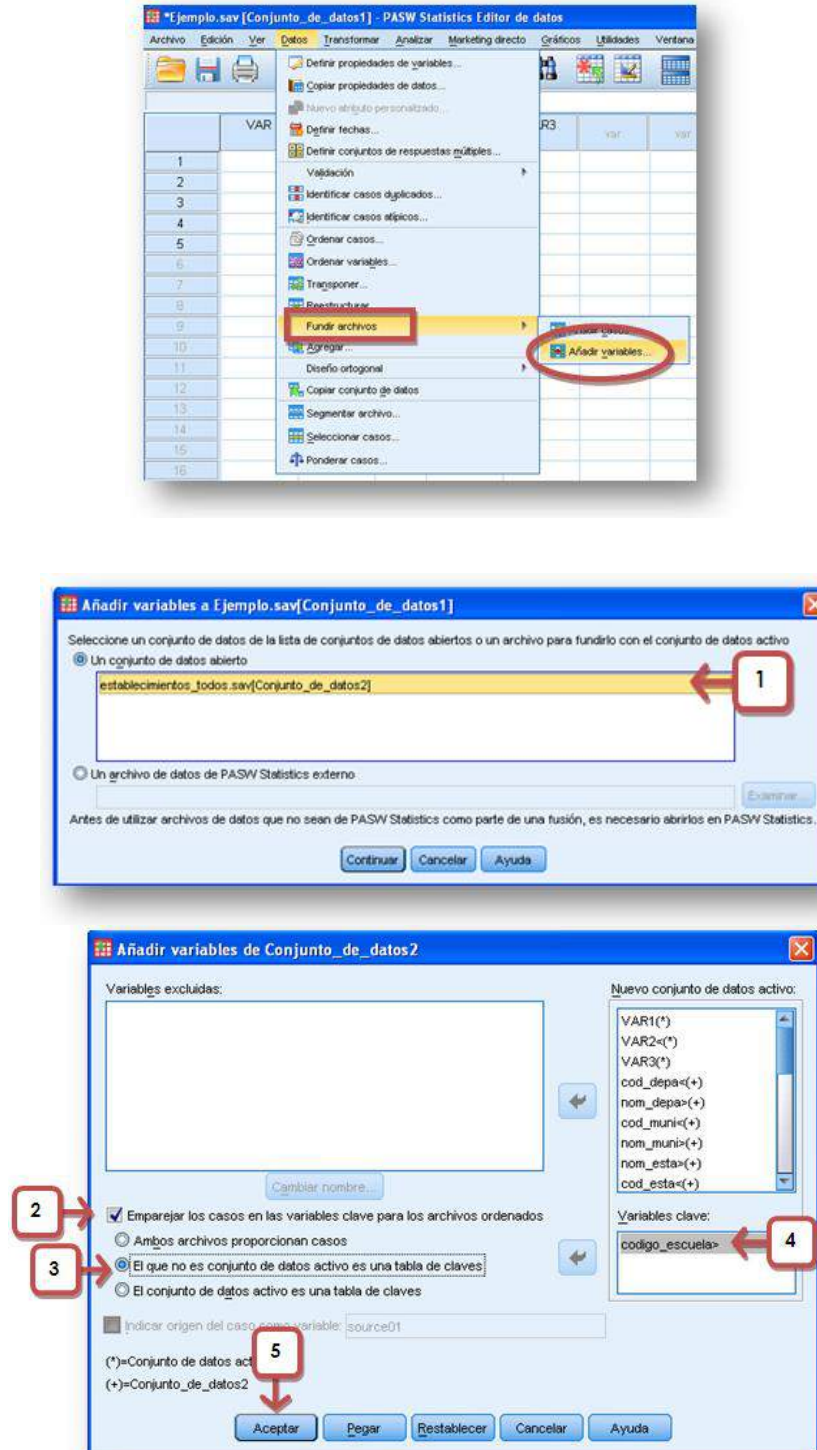 *Ejemplo.sav [Conjunto_de_datos1] - PASW Statistics Editor de datos
Archivo Edición Ver Datos Transformar Analizar Marketing directo Gráficos Utilidades Ventana
Definir propiedades de variables...
Copiar propiedades de datos...
Nuevo atributo personalizado...
Definir fechas...
Definir conjuntos de respuestas múltiples...
Validación
Identificar casos duplicados...
Identificar casos atípicos...
Ordenar casos...
Ordenar variables...
Transponer...
Reestructurar...
Fundir archivos
Añadir casos...
Añadir variables...
Agregar...
Diseño ortogonal
Copiar conjunto de datos
Segmentar archivo...
Seleccionar casos...
Ponderar casos...
VAR
R3
var
var
1
2
3
4
5
6
7
8
9
10
11
12
13
14
15
16
Añadir variables a Ejemplo.sav[Conjunto_de_datos1]
Seleccione un conjunto de datos de la lista de conjuntos de datos abiertos o un archivo para fundirlo con el conjunto de datos activo
Un conjunto de datos abierto
establecimientos_todos.sav[Conjunto_de_datos2]
1
Un archivo de datos de PASW Statistics externo
Examinar...
Antes de utilizar archivos de datos que no sean de PASW Statistics como parte de una fusión, es necesario abrirlos en PASW Statistics.
Continuar Cancelar Ayuda
Añadir variables de Conjunto_de_datos2
Variables excluidas:
Nuevo conjunto de datos activo:
VAR1(*)
VAR2<(*)
VAR3(*)
cod_depa<(+)
nom_depa>(+)
cod_muni<(+)
nom_muni>(+)
nom_esta>(+)
cod_esta<(+)
Cambiar nombre...
2
Emparejar los casos en las variables clave para los archivos ordenados
Ambos archivos proporcionan casos
3
El que no es conjunto de datos activo es una tabla de claves
El conjunto de datos activo es una tabla de claves
Variables clave:
codigo_escuela>
4
Indicar origen del caso como variable: source01
(*)=Conjunto de datos act
5
(+)=Conjunto_de_datos2
Aceptar Pegar Restablecer Cancelar Ayuda